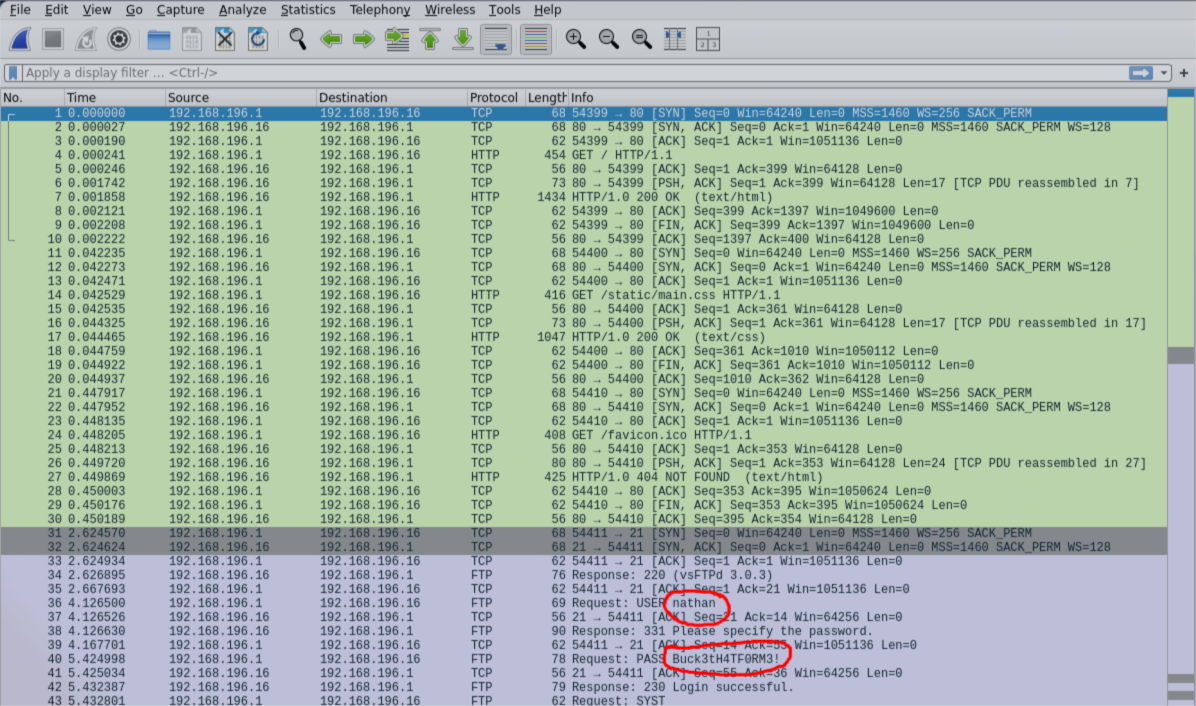 File Edit View Go Capture Analyze Statistics Telephony Wireless Tools Help
Apply a display filter ... <Ctrl-/>
No. Time Source Destination Protocol Length Info
1 0.000000 192.168.196.1 192.168.196.16 TCP 68 54399 → 80 [SYN] Seq=0 Win=64240 Len=0 MSS=1460 WS=256 SACK_PERM
2 0.000027 192.168.196.16 192.168.196.1 TCP 68 80 → 54399 [SYN, ACK] Seq=0 Ack=1 Win=64240 Len=0 MSS=1460 SACK_PERM WS=128
3 0.000190 192.168.196.1 192.168.196.16 TCP 62 54399 → 80 [ACK] Seq=1 Ack=1 Win=1051136 Len=0
4 0.000241 192.168.196.1 192.168.196.16 HTTP 454 GET / HTTP/1.1
5 0.000246 192.168.196.16 192.168.196.1 TCP 56 80 → 54399 [ACK] Seq=1 Ack=399 Win=64128 Len=0
6 0.001742 192.168.196.16 192.168.196.1 TCP 73 80 → 54399 [PSH, ACK] Seq=1 Ack=399 Win=64128 Len=17 [TCP PDU reassembled in 7]
7 0.001858 192.168.196.16 192.168.196.1 HTTP 1434 HTTP/1.0 200 OK (text/html)
8 0.002121 192.168.196.1 192.168.196.16 TCP 62 54399 → 80 [ACK] Seq=399 Ack=1397 Win=1049600 Len=0
9 0.002208 192.168.196.1 192.168.196.16 TCP 62 54399 → 80 [FIN, ACK] Seq=399 Ack=1397 Win=1049600 Len=0
10 0.002222 192.168.196.16 192.168.196.1 TCP 56 80 → 54399 [ACK] Seq=1397 Ack=400 Win=64128 Len=0
11 0.042235 192.168.196.1 192.168.196.16 TCP 68 54400 → 80 [SYN] Seq=0 Win=64240 Len=0 MSS=1460 WS=256 SACK_PERM
12 0.042273 192.168.196.16 192.168.196.1 TCP 68 80 → 54400 [SYN, ACK] Seq=0 Ack=1 Win=64240 Len=0 MSS=1460 SACK_PERM WS=128
13 0.042471 192.168.196.1 192.168.196.16 TCP 62 54400 → 80 [ACK] Seq=1 Ack=1 Win=1051136 Len=0
14 0.042529 192.168.196.1 192.168.196.16 HTTP 416 GET /static/main.css HTTP/1.1
15 0.042535 192.168.196.16 192.168.196.1 TCP 56 80 → 54400 [ACK] Seq=1 Ack=361 Win=64128 Len=0
16 0.044325 192.168.196.16 192.168.196.1 TCP 73 80 → 54400 [PSH, ACK] Seq=1 Ack=361 Win=64128 Len=17 [TCP PDU reassembled in 17]
17 0.044465 192.168.196.16 192.168.196.1 HTTP 1047 HTTP/1.0 200 OK (text/css)
18 0.044759 192.168.196.1 192.168.196.16 TCP 62 54400 → 80 [ACK] Seq=361 Ack=1010 Win=1050112 Len=0
19 0.044922 192.168.196.1 192.168.196.16 TCP 62 54400 → 80 [FIN, ACK] Seq=361 Ack=1010 Win=1050112 Len=0
20 0.044937 192.168.196.16 192.168.196.1 TCP 56 80 → 54400 [ACK] Seq=1010 Ack=362 Win=64128 Len=0
21 0.447917 192.168.196.1 192.168.196.16 TCP 68 54410 → 80 [SYN] Seq=0 Win=64240 Len=0 MSS=1460 WS=256 SACK_PERM
22 0.447952 192.168.196.16 192.168.196.1 TCP 68 80 → 54410 [SYN, ACK] Seq=0 Ack=1 Win=64240 Len=0 MSS=1460 SACK_PERM WS=128
23 0.448135 192.168.196.1 192.168.196.16 TCP 62 54410 → 80 [ACK] Seq=1 Ack=1 Win=1051136 Len=0
24 0.448205 192.168.196.1 192.168.196.16 HTTP 408 GET /favicon.ico HTTP/1.1
25 0.448213 192.168.196.16 192.168.196.1 TCP 56 80 → 54410 [ACK] Seq=1 Ack=353 Win=64128 Len=0
26 0.449720 192.168.196.16 192.168.196.1 TCP 80 80 → 54410 [PSH, ACK] Seq=1 Ack=353 Win=64128 Len=24 [TCP PDU reassembled in 27]
27 0.449869 192.168.196.16 192.168.196.1 HTTP 425 HTTP/1.0 404 NOT FOUND (text/html)
28 0.450003 192.168.196.1 192.168.196.16 TCP 62 54410 → 80 [ACK] Seq=353 Ack=395 Win=1050624 Len=0
29 0.450176 192.168.196.1 192.168.196.16 TCP 62 54410 → 80 [FIN, ACK] Seq=353 Ack=395 Win=1050624 Len=0
30 0.450189 192.168.196.16 192.168.196.1 TCP 56 80 → 54410 [ACK] Seq=395 Ack=354 Win=64128 Len=0
31 2.624570 192.168.196.1 192.168.196.16 TCP 68 54411 → 21 [SYN] Seq=0 Win=64240 Len=0 MSS=1460 WS=256 SACK_PERM
32 2.624624 192.168.196.16 192.168.196.1 TCP 68 21 → 54411 [SYN, ACK] Seq=0 Ack=1 Win=64240 Len=0 MSS=1460 SACK_PERM WS=128
33 2.624934 192.168.196.1 192.168.196.16 TCP 62 54411 → 21 [ACK] Seq=1 Ack=1 Win=1051136 Len=0
34 2.626895 192.168.196.16 192.168.196.1 FTP 76 Response: 220 (vsFTPd 3.0.3)
35 2.667693 192.168.196.1 192.168.196.16 TCP 62 54411 → 21 [ACK] Seq=1 Ack=21 Win=1051136 Len=0
36 4.126500 192.168.196.1 192.168.196.16 FTP 69 Request: USER nathan
37 4.126526 192.168.196.16 192.168.196.1 TCP 56 21 → 54411 [ACK] Seq=21 Ack=14 Win=64256 Len=0
38 4.126630 192.168.196.16 192.168.196.1 FTP 90 Response: 331 Please specify the password.
39 4.167701 192.168.196.1 192.168.196.16 TCP 62 54411 → 21 [ACK] Seq=14 Ack=55 Win=1051136 Len=0
40 5.424998 192.168.196.1 192.168.196.16 FTP 78 Request: PASS Buck3tH4TF0RM3!
41 5.425034 192.168.196.16 192.168.196.1 TCP 56 21 → 54411 [ACK] Seq=55 Ack=36 Win=64256 Len=0
42 5.432387 192.168.196.16 192.168.196.1 FTP 79 Response: 230 Login successful.
43 5.432801 192.168.196.1 192.168.196.16 FTP 62 Request: SYST